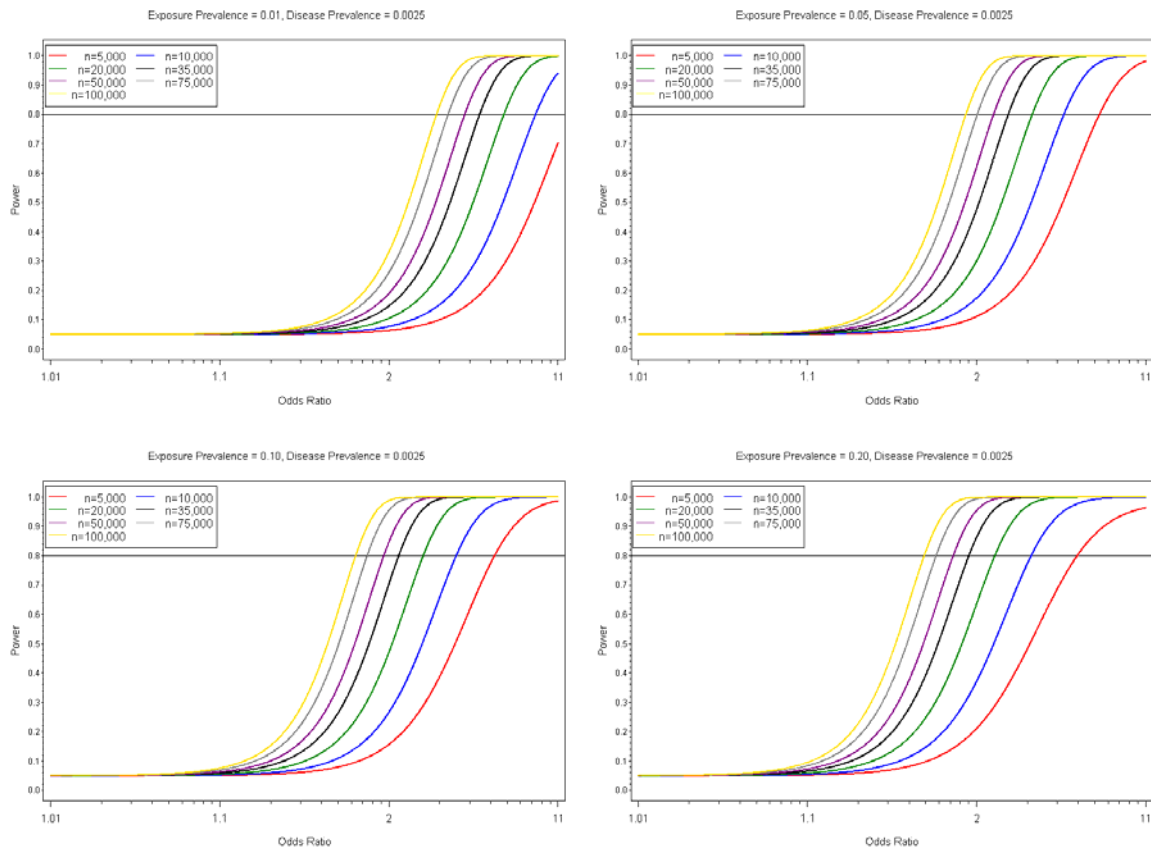 Exposure Prevalence = 0.01, Disease Prevalence = 0.0025
n=5,000 n=10,000
n=20,000 n=35,000
n=50,000 n=75,000
n=100,000
1.0
0.9
0.8
0.7
0.6
0.5
0.4
0.3
0.2
0.1
0.0
Power
1.01 1.1 2 11
Odds Ratio
Exposure Prevalence = 0.05, Disease Prevalence = 0.0025
n=5,000 n=10,000
n=20,000 n=35,000
n=50,000 n=75,000
n=100,000
1.0
0.9
0.8
0.7
0.6
0.5
0.4
0.3
0.2
0.1
0.0
Power
1.01 1.1 2 11
Odds Ratio
Exposure Prevalence = 0.10, Disease Prevalence = 0.0025
n=5,000 n=10,000
n=20,000 n=35,000
n=50,000 n=75,000
n=100,000
1.0
0.9
0.8
0.7
0.6
0.5
0.4
0.3
0.2
0.1
0.0
Power
1.01 1.1 2 11
Odds Ratio
Exposure Prevalence = 0.20, Disease Prevalence = 0.0025
n=5,000 n=10,000
n=20,000 n=35,000
n=50,000 n=75,000
n=100,000
1.0
0.9
0.8
0.7
0.6
0.5
0.4
0.3
0.2
0.1
0.0
Power
1.01 1.1 2 11
Odds Ratio